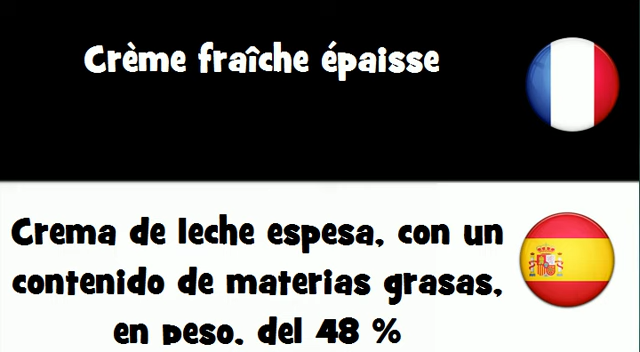 Crème fraîche épaisse
Crema de leche espesa, con un
contenido de materias grasas,
en peso, del 48 %